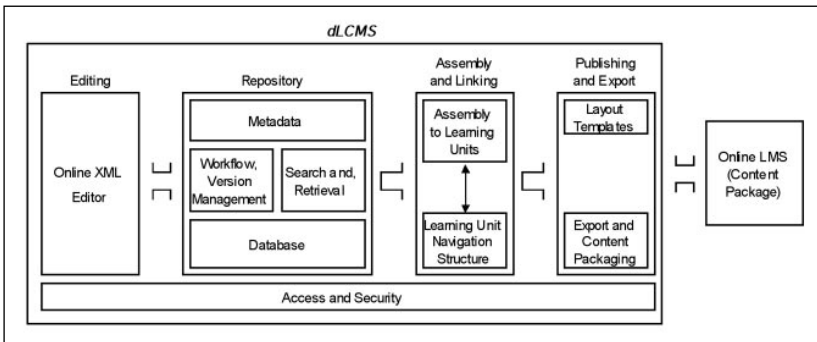 dLCMS
Editing
Repository
Assembly
and Linking
Publishing
and Export
Online XML
Editor
Metadata
Workflow,
Version
Management
Search and,
Retrieval
Database
Assembly
to Learning
Units
Learning Unit
Navigation
Structure
Layout
Templates
Export and
Content
Packaging
Online LMS
(Content
Package)
Access and Security